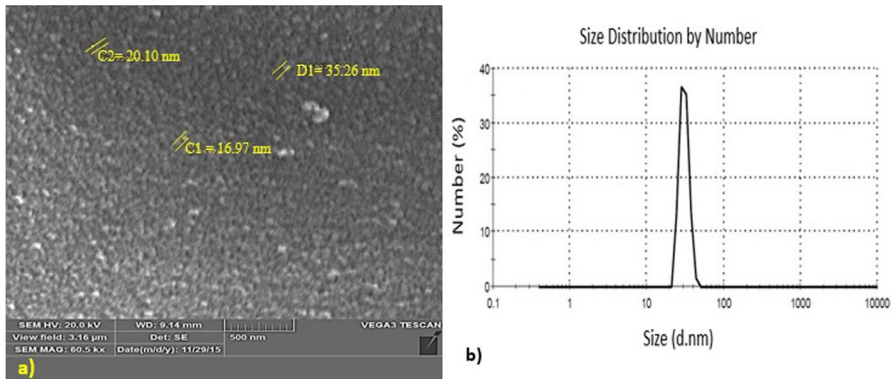 C2= 20.10 nm
D1= 35.26 nm
C1 = 16.97 nm
SEM HV: 20.0 kV
WD: 9.14 mm
VEGA3 TESCAN
View field: 3.16 µm
Det: SE
500 nm
SEM MAG: 60.5 kx
Date(m/d/y): 11/29/15
a)
Size Distribution by Number
Number (%)
40
30
20
10
0
0.1
1
10
100
1000
10000
Size (d.nm)
b)